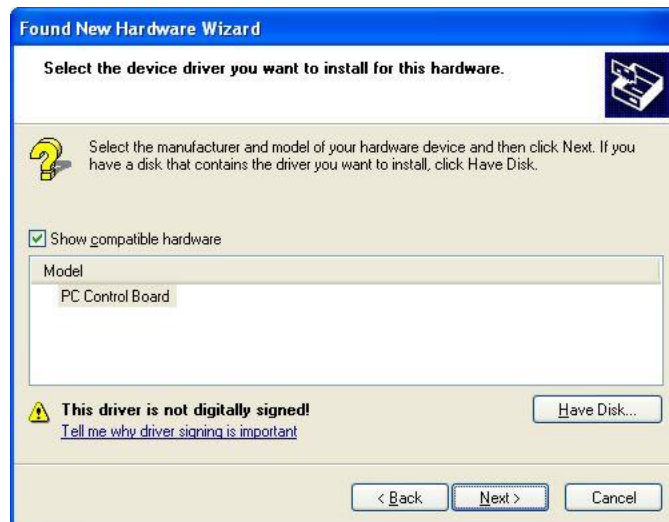 Found New Hardware Wizard
Select the device driver you want to install for this hardware.
Select the manufacturer and model of your hardware device and then click Next. If you
have a disk that contains the driver you want to install, click Have Disk.
Show compatible hardware
Model
PC Control Board
This driver is not digitally signed!
Have Disk...
Tell me why driver signing is important
< Back
Next >
Cancel